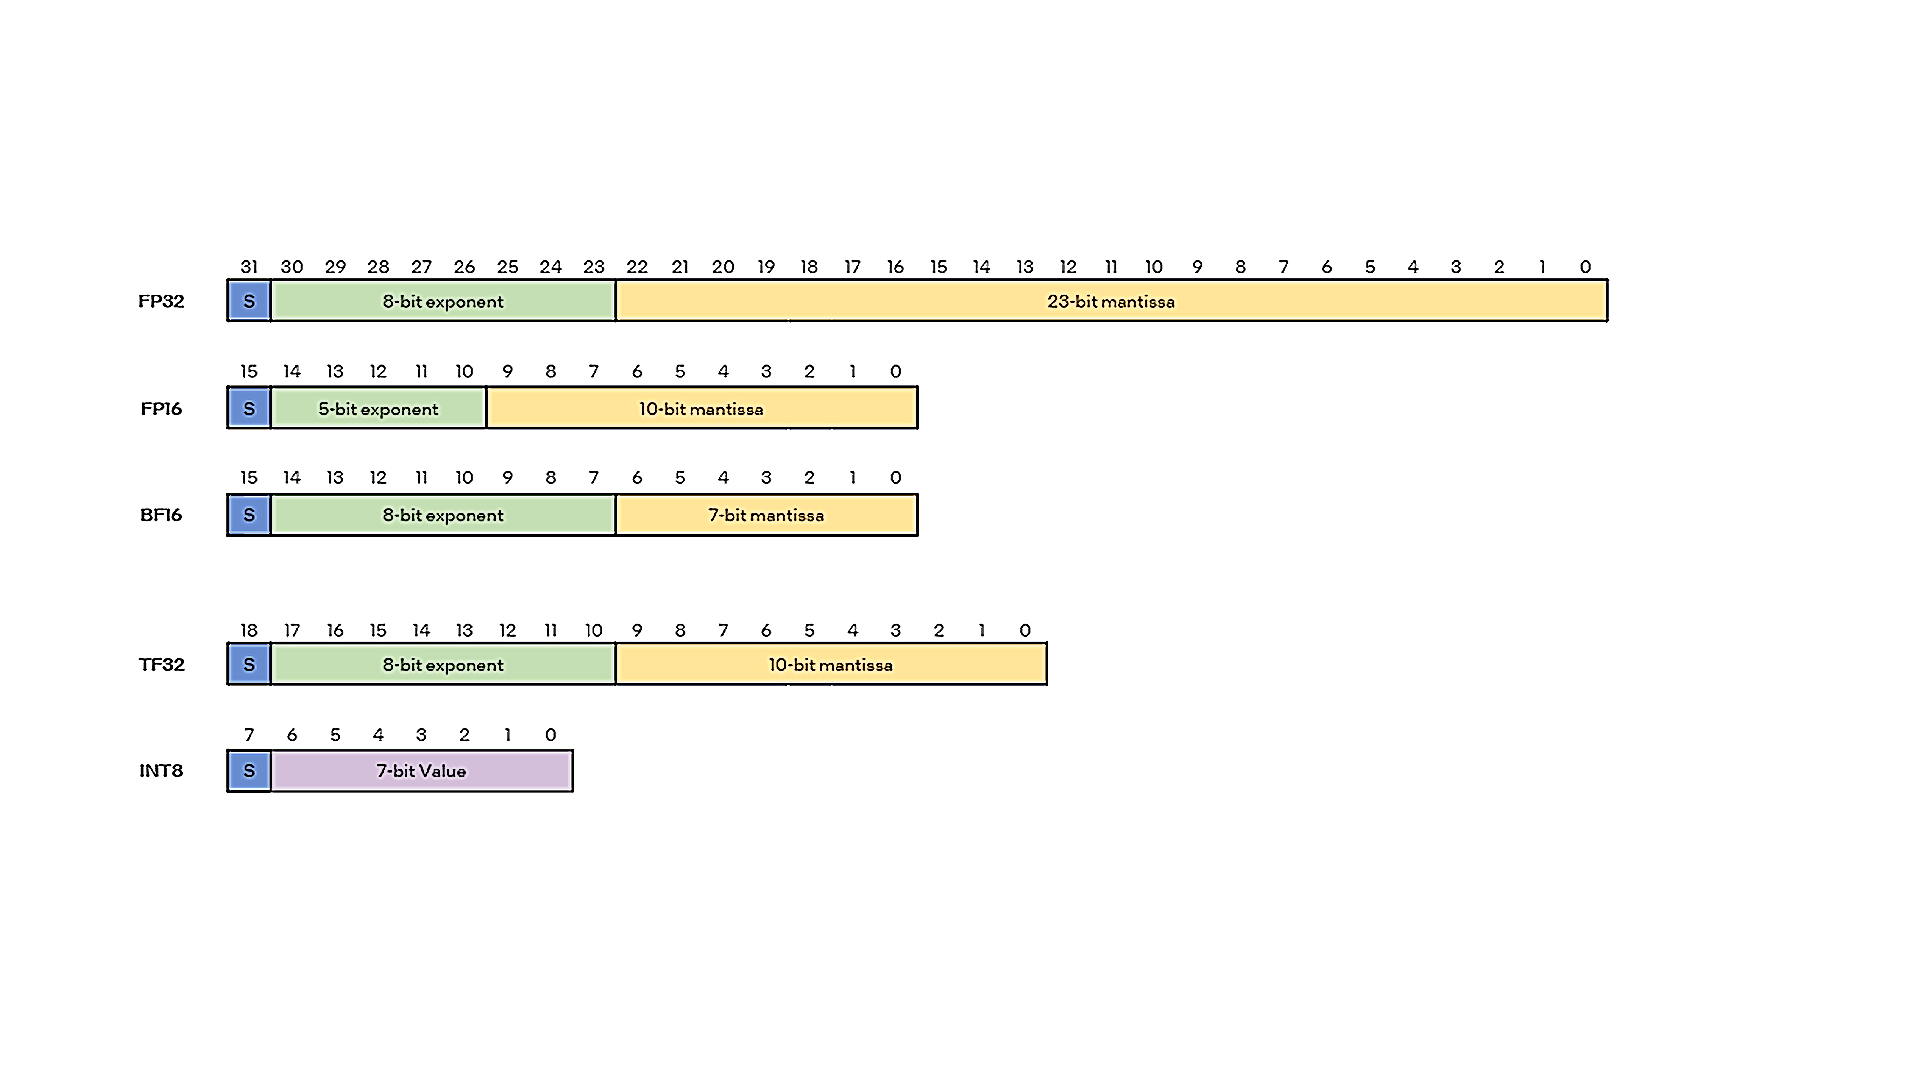 31 30 29 28 27 26 25 24 23 22 21 20 19 18 17 16 15 14 13 12 11 10 9 8 7 6 5 4 3 2 1 0
FP32 S 8-bit exponent 23-bit mantissa
15 14 13 12 11 10 9 8 7 6 5 4 3 2 1 0
FP16 S 5-bit exponent 10-bit mantissa
15 14 13 12 11 10 9 8 7 6 5 4 3 2 1 0
BF16 S 8-bit exponent 7-bit mantissa
18 17 16 15 14 13 12 11 10 9 8 7 6 5 4 3 2 1 0
TF32 S 8-bit exponent 10-bit mantissa
7 6 5 4 3 2 1 0
INT8 S 7-bit Value